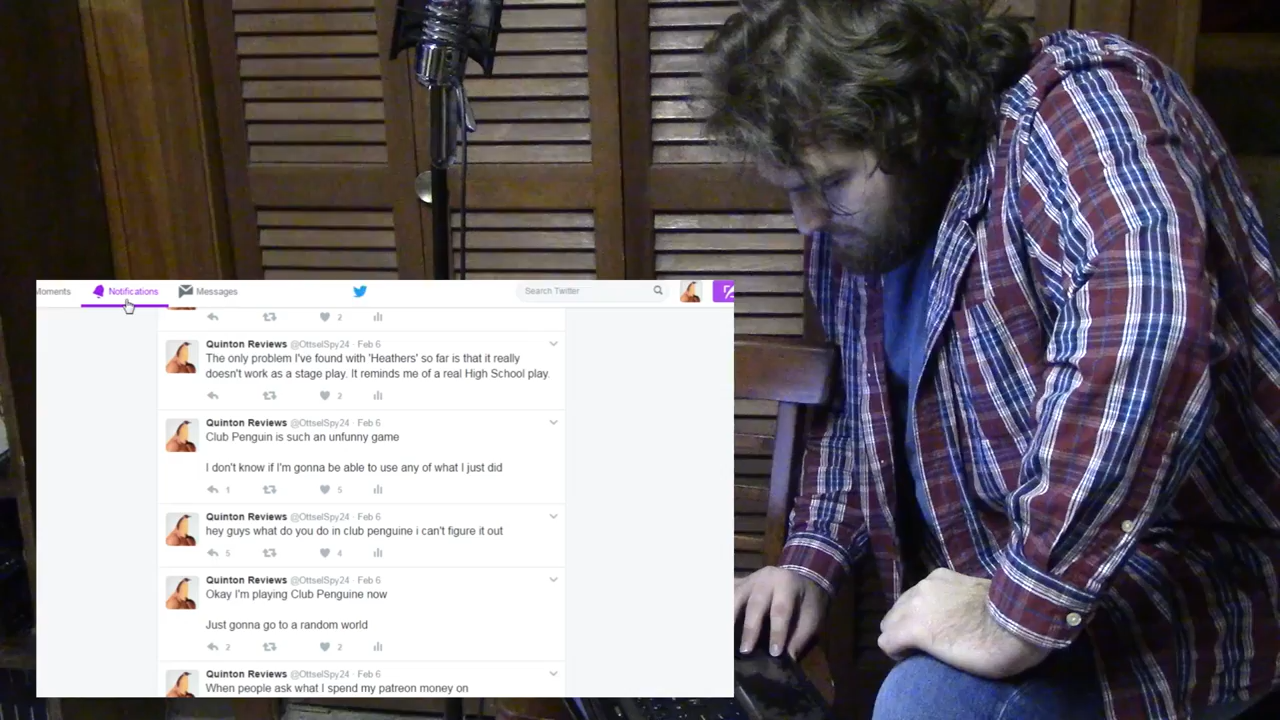 Moments Notifications Messages Search Twitter
2
Quinton Reviews @OttselSpy24 · Feb 6
The only problem I've found with 'Heathers' so far is that it really
doesn't work as a stage play. It reminds me of a real High School play.
2
Quinton Reviews @OttselSpy24 · Feb 6
Club Penguin is such an unfunny game
I don't know if I'm gonna be able to use any of what I just did
1 5
Quinton Reviews @OttselSpy24 · Feb 6
hey guys what do you do in club penguine i can't figure it out
5 4
Quinton Reviews @OttselSpy24 · Feb 6
Okay I'm playing Club Penguine now
Just gonna go to a random world
2 2
Quinton Reviews @OttselSpy24 · Feb 6
When people ask what I spend my patreon money on